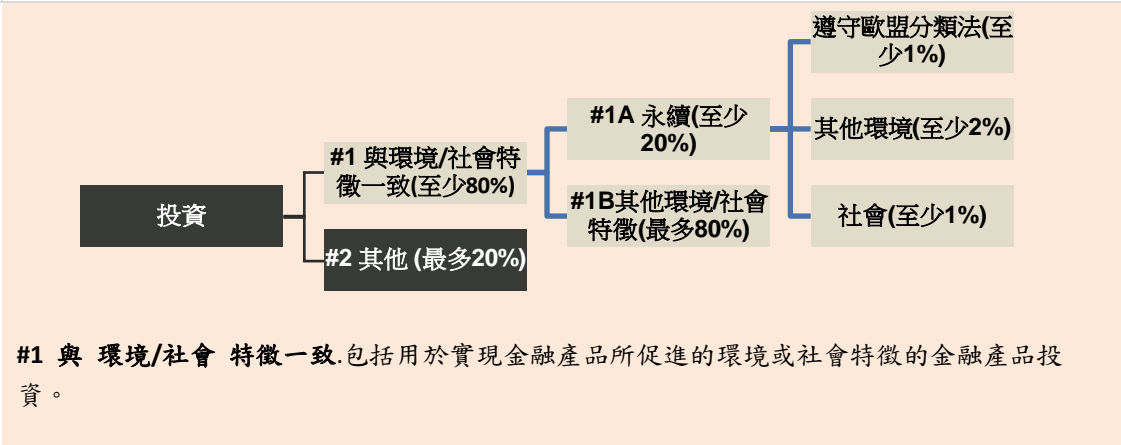 投資
#1 與環境/社會特
徵一致(至少80%)
#2 其他 (最多20%)
#1A 永續(至少
20%)
#1B其他環境/社會
特徵(最多80%)
遵守歐盟分類法(至
少1%)
其他環境(至少2%)
社會(至少1%)
#1 與 環境/社會 特徵一致.包括用於實現金融產品所促進的環境或社會特徵的金融產品投
資。